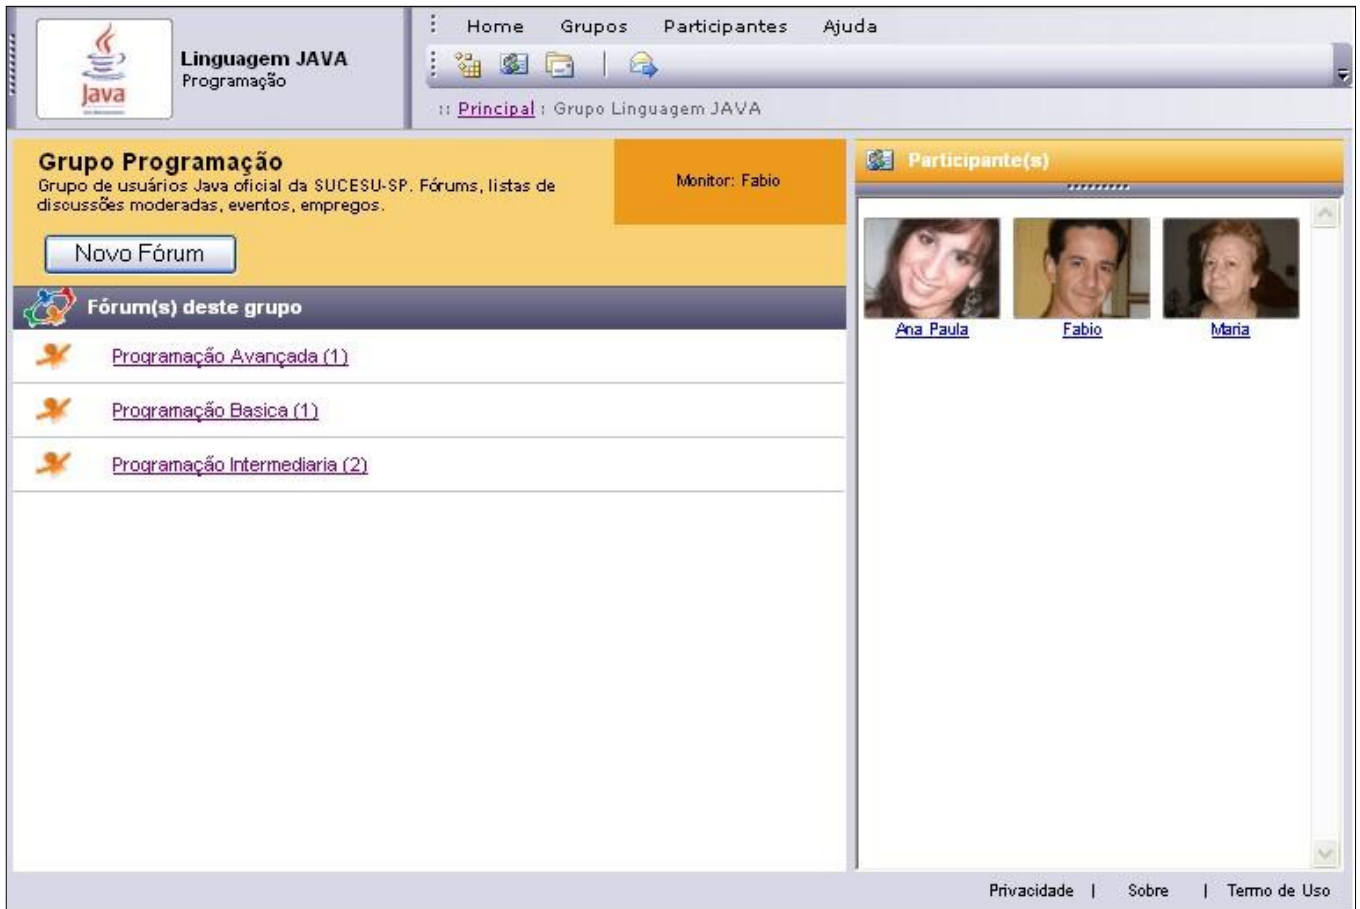 Java
Linguagem JAVA
Programação
Home Grupos Participantes Ajuda
:: Principal : Grupo Linguagem JAVA
Grupo Programação
Grupo de usuários Java oficial da SUCESU-SP. Fórums, listas de
discussões moderadas, eventos, empregos.
Monitor: Fabio
Novo Fórum
Fórum(s) deste grupo
Programação Avançada (1)
Programação Basica (1)
Programação Intermediaria (2)
Participante(s)
Ana Paula Fabio Maria
Privacidade | Sobre | Termo de Uso